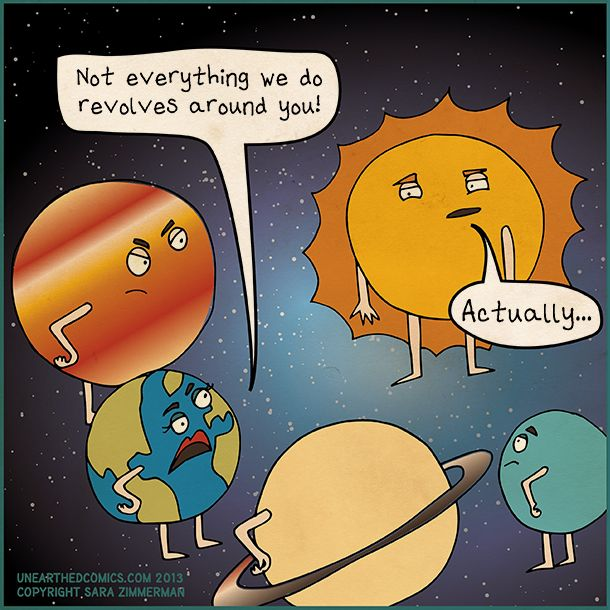 Not everything we do
revolves around you!
Actually...
UNEARTHEDCOMICS.COM 2013
COPYRIGHT, SARA ZIMMERMAN